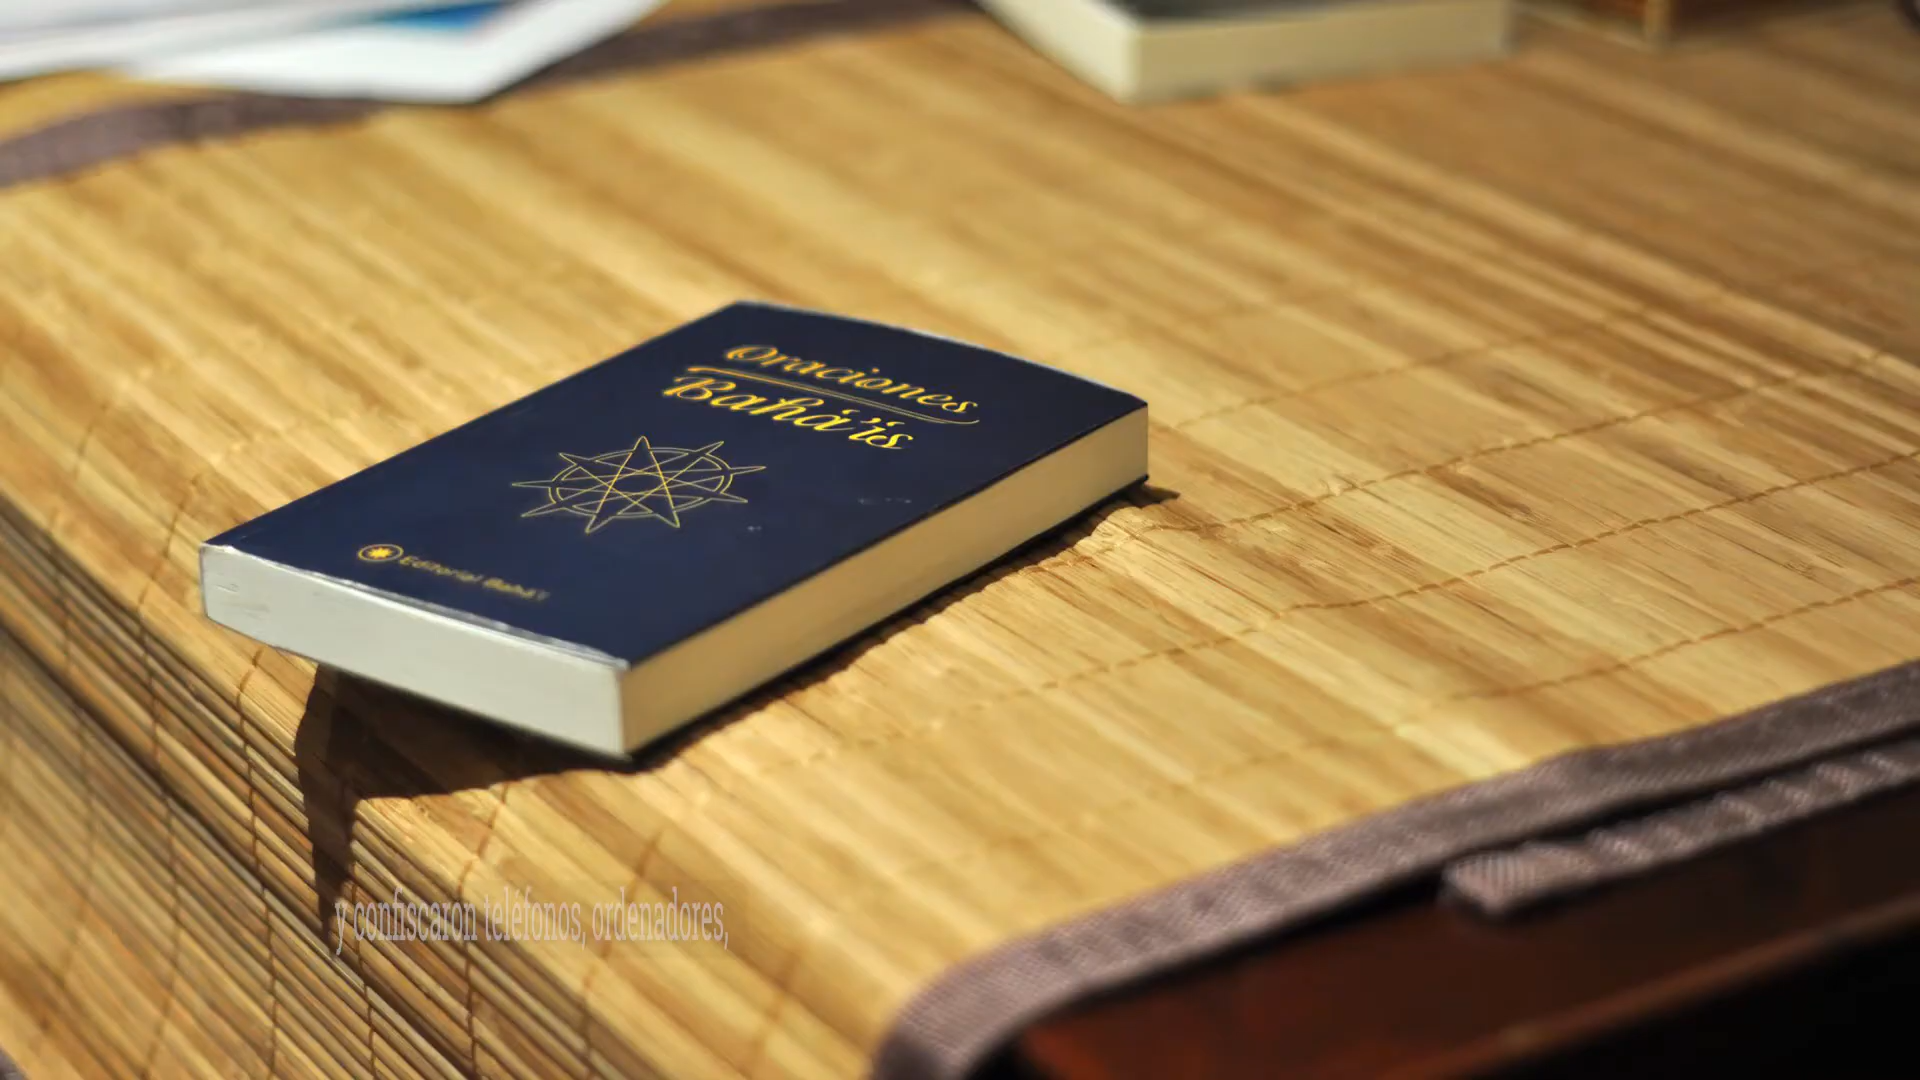 Oraciones
Bahá'ís
Editorial Bahá'í
y confiscaron teléfonos, ordenadores,